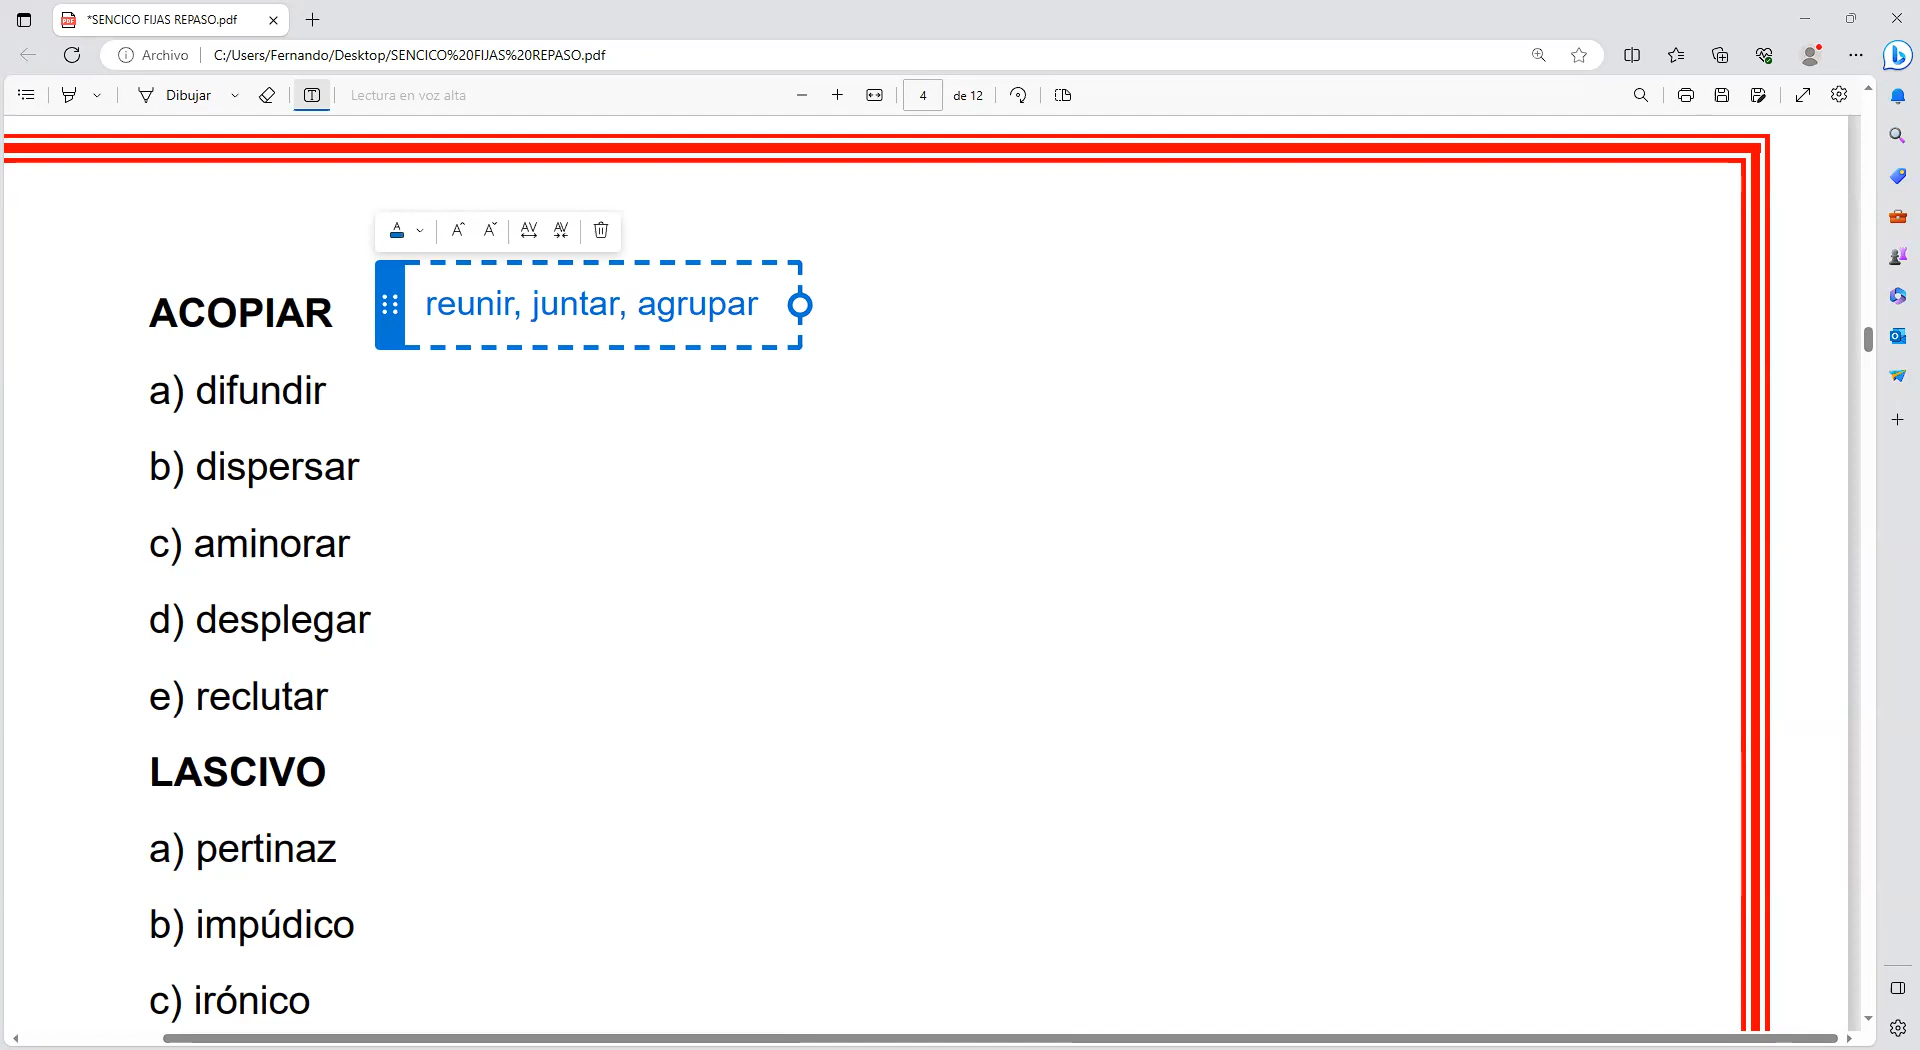 *SENCICO FIJAS REPASO.pdf
Archivo
C:/Users/Fernando/Desktop/SENCICO%20FIJAS%20REPASO.pdf
Dibujar
Lectura en voz alta
4 de 12
ACOPIAR
reunir, juntar, agrupar
a) difundir
b) dispersar
c) aminorar
d) desplegar
e) reclutar
LASCIVO
a) pertinaz
b) impúdico
c) irónico